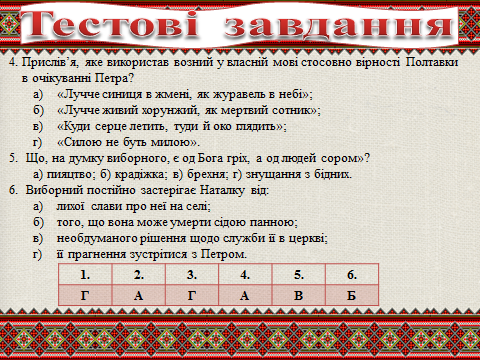 Тестові завдання
4. Прислів’я, яке використав возний у власній мові стосовно вірності Полтавки
в очікуванні Петра?
а) «Лучче синиця в жмені, як журавель в небі»;
б) «Лучче живий хорунжий, як мертвий сотник»;
в) «Куди серце летить, туди й око глядить»;
г) «Силою не буть милою».
5. Що, на думку виборного, є од Бога гріх, а од людей сором»?
а) пияцтво; б) крадіжка; в) брехня; г) знущання з бідних.
6. Виборний постійно застерігає Наталку від:
а) лихої слави про неї на селі;
б) того, що вона може умерти сідою панною;
в) необдуманого рішення щодо служби її в церкві;
г) її прагнення зустрітися з Петром.
1. 2. 3. 4. 5. 6.
Г А Г А В Б